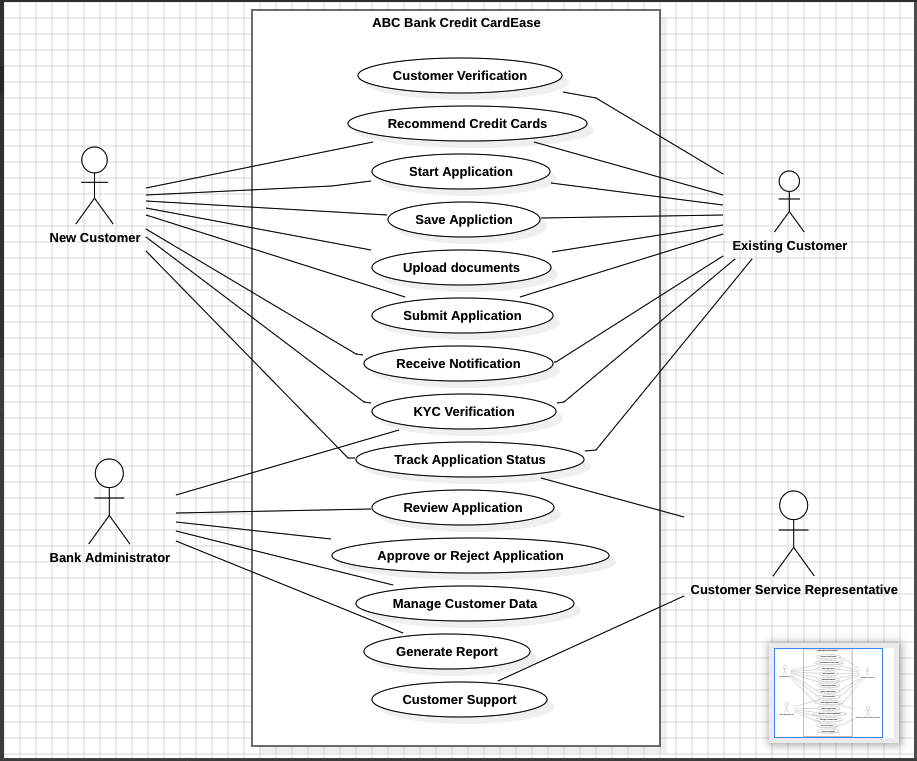 ABC Bank Credit CardEase
Customer Verification
Recommend Credit Cards
Start Application
Save Appliction
Upload documents
Submit Application
Receive Notification
KYC Verification
Track Application Status
Review Application
Approve or Reject Application
Manage Customer Data
Generate Report
Customer Support
New Customer
Existing Customer
Bank Administrator
Customer Service Representative